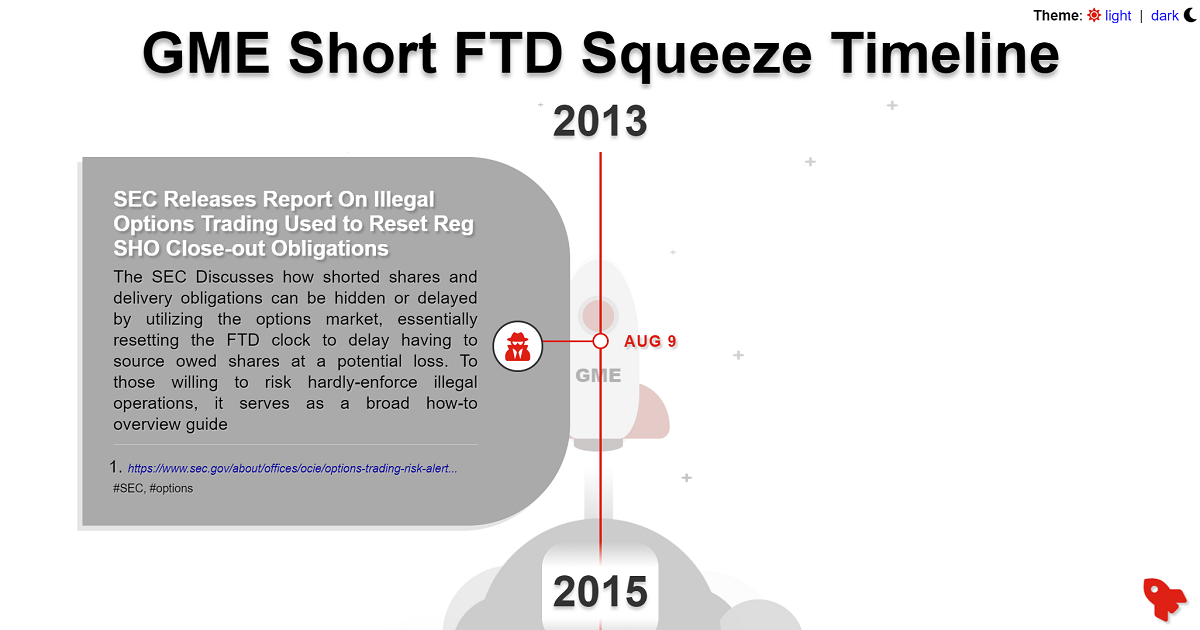 Theme: light | dark
GME Short FTD Squeeze Timeline
2013
SEC Releases Report On Illegal
Options Trading Used to Reset Reg
SHO Close-out Obligations
The SEC Discusses how shorted shares and
delivery obligations can be hidden or delayed
by utilizing the options market, essentially
resetting the FTD clock to delay having to
source owed shares at a potential loss. To
those willing to risk hardly-enforce illegal
operations, it serves as a broad how-to
overview guide
1. https://www.sec.gov/about/offices/ocie/options-trading-risk-alert...
#SEC, #options
AUG 9
GME
2015